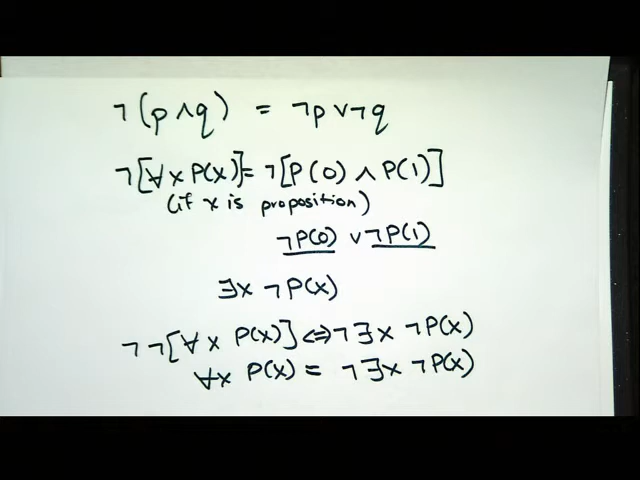 ¬(p∧q) = ¬p∨¬q
¬[∀x P(x)]= ¬[P(0) ∧ P(1)]
(if x is proposition)
¬P(0) ∨ ¬P(1)
∃x ¬P(x)
¬¬[∀x P(x)] ⇔ ¬∃x ¬P(x)
∀x P(x) = ¬∃x ¬P(x)